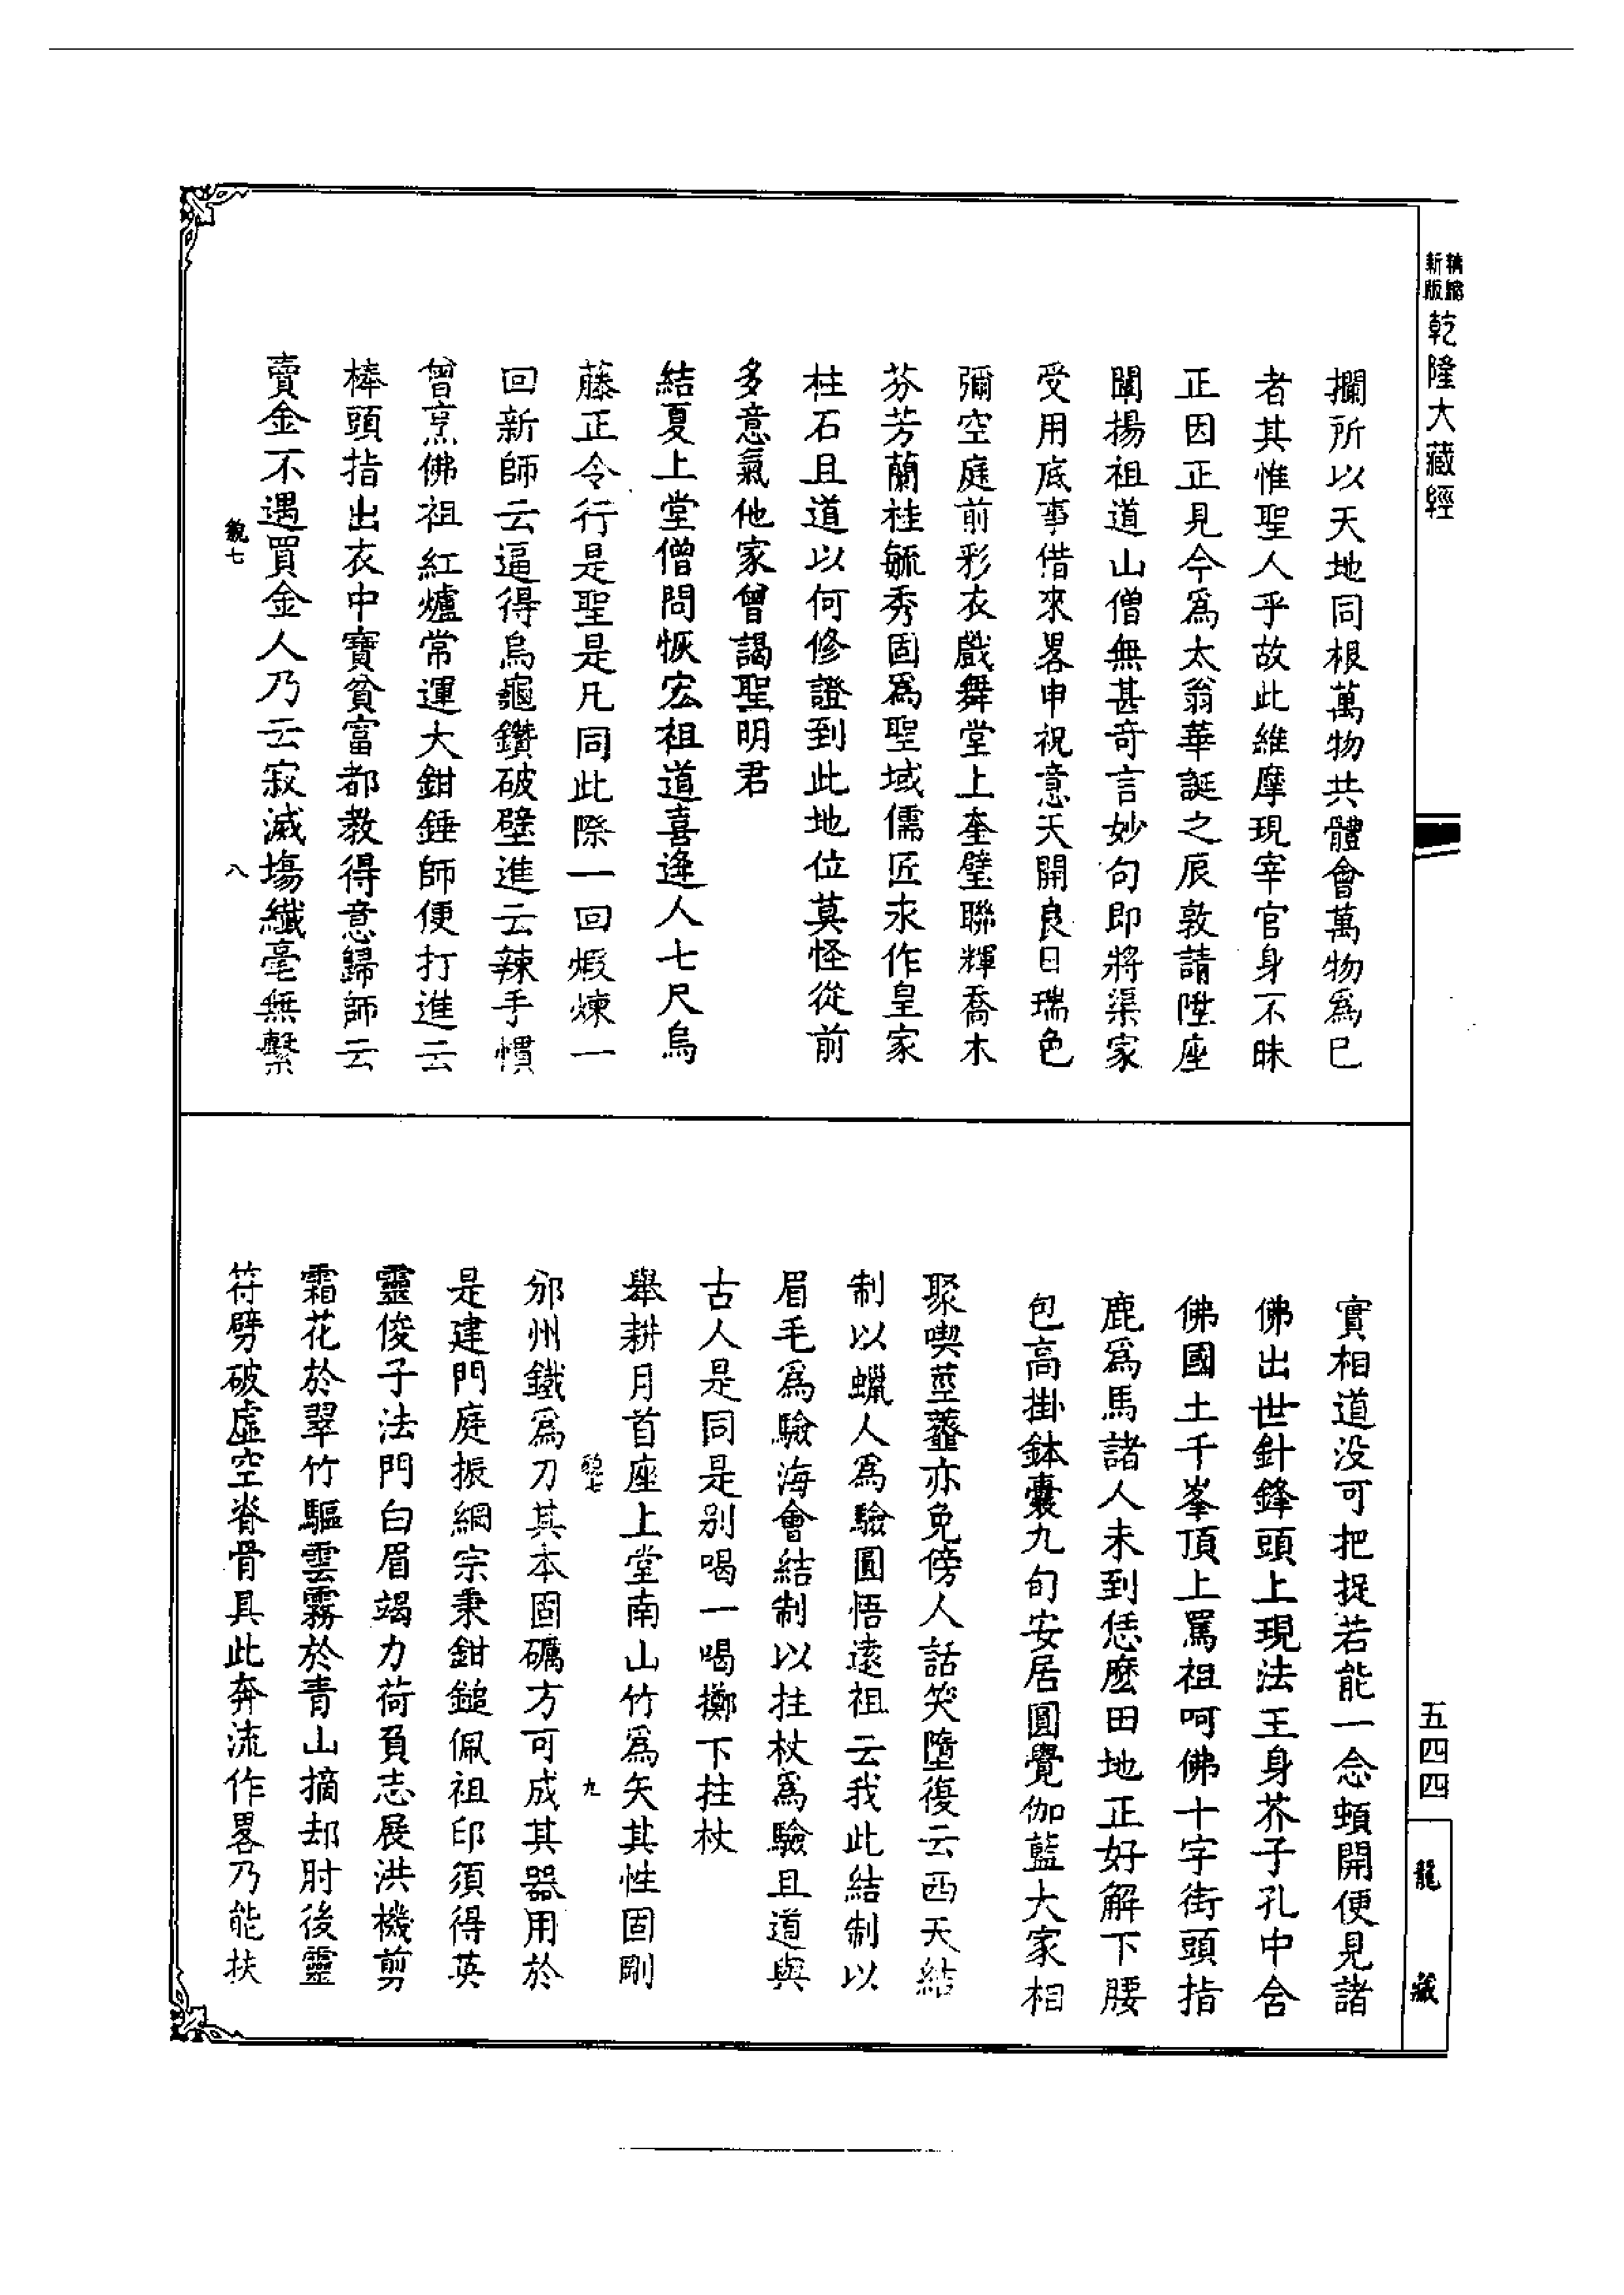 精縮
新版
乾隆大藏經
攔所以天地同根萬物共體會萬物爲己
者其惟聖人乎故此維摩現宰官身不昧
正因正見今爲太翁華誕之辰敦請陞座
闡揚祖道山僧無甚奇言妙句即將渠家
受用底事借來畧申祝意天開良日瑞色
彌空庭前彩衣戲舞堂上奎璧聯輝喬木
芬芳蘭桂毓秀固爲聖域儒匠永作皇家
柱石且道以何修證到此地位莫怪從前
多意氣他家曾謁聖明君
結夏上堂僧問恢宏祖道喜逢人七尺烏
藤正令行是聖是凡同此際一回煅煉一
回新師云逼得烏龜鑽破壁進云辣手慣
曾烹佛祖紅爐常運大鉗錘師便打進云
棒頭指出衣中寶貧富都教得意歸師云
賣金不遇買金人乃云寂滅場纖毫無繫
貌七
八
實相道没可把捉若能一念頓開便見諸
佛出世針鋒頭上現法王身芥子孔中含
佛國土千峯頂上罵祖呵佛十字街頭指
鹿爲馬諸人未到恁麼田地正好解下腰
包高掛鉢囊九旬安居圓覺伽藍大家相
聚喫莖虀亦免傍人話笑墮復云西天結
制以蠟人爲驗圓悟遠祖云我此結制以
眉毛爲驗海會結制以拄杖爲驗且道與
古人是同是别喝一喝擲下拄杖
舉耕月首座上堂南山竹爲矢其性固剛
貌七
九
邠州鐵爲刀其本固礪方可成其器用於
是建門庭振綱宗秉鉗鎚佩祖印須得英
靈俊子法門白眉竭力荷負志展洪機剪
霜花於翠竹驅雲霧於青山摘却肘後靈
符劈破虛空脊骨具此奔流作畧乃能扶
五四四
龍藏